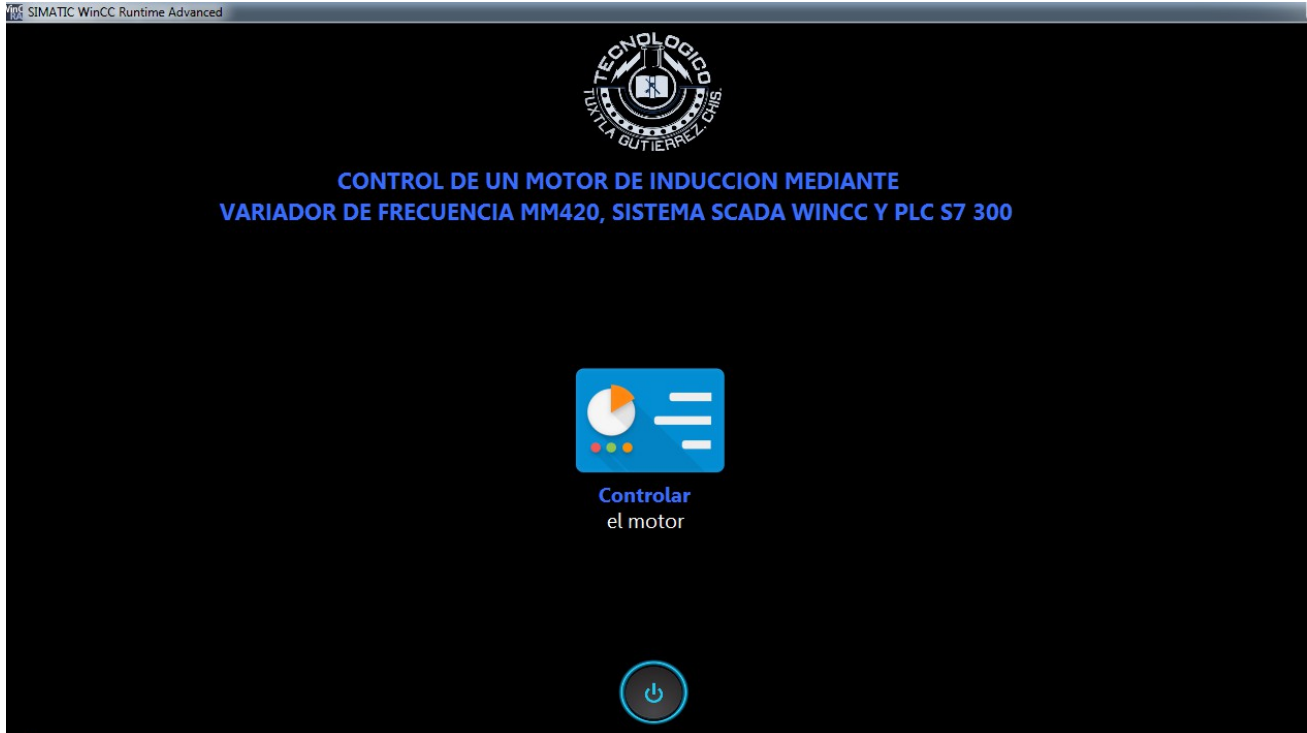 SIMATIC WinCC Runtime Advanced
TECNOLOGICO
TUXTLA GUTIERREZ. CHIS.
CONTROL DE UN MOTOR DE INDUCCION MEDIANTE
VARIADOR DE FRECUENCIA MM420, SISTEMA SCADA WINCC Y PLC S7 300
Controlar
el motor